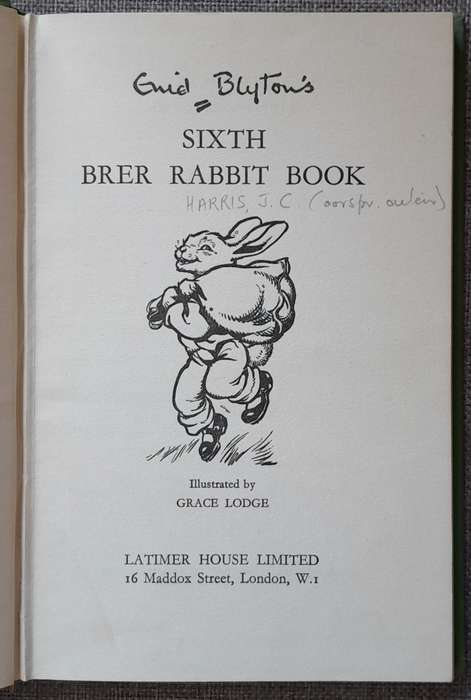 Enid Blyton's
SIXTH
BRER RABBIT BOOK
HARRIS, J. C. (oorspr. auteur)
Illustrated by
GRACE LODGE
LATIMER HOUSE LIMITED
16 Maddox Street, London, W.1